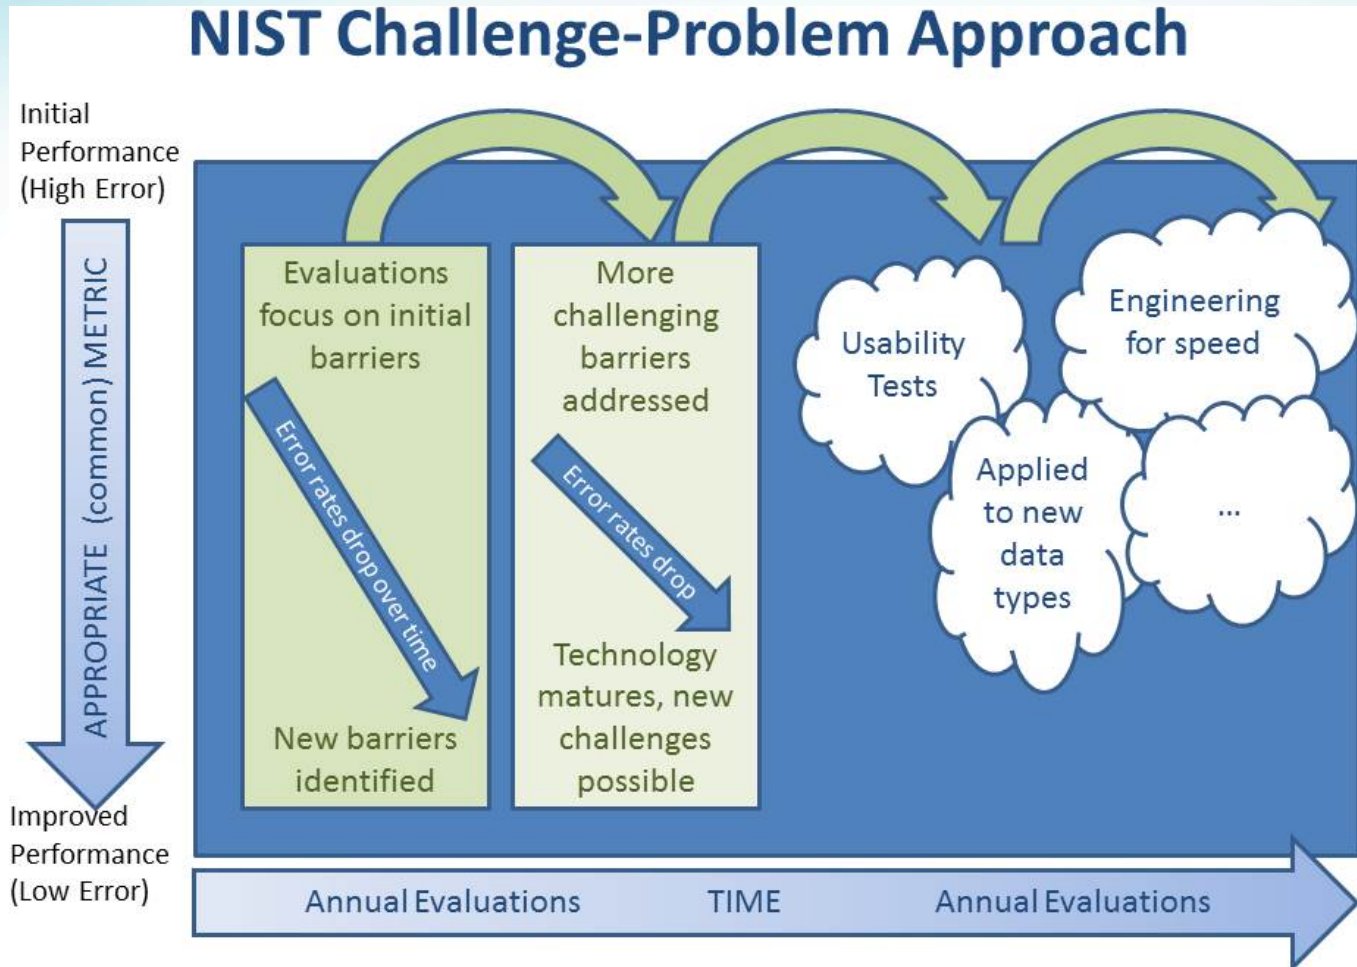 NIST Challenge-Problem Approach
Initial
Performance
(High Error)
APPROPRIATE (common) METRIC
Improved
Performance
(Low Error)
Evaluations
focus on initial
barriers
Error rates drop over time
New barriers
identified
More
challenging
barriers
addressed
Error rates drop
Technology
matures, new
challenges
possible
Usability
Tests
Engineering
for speed
Applied
to new
data
types
...
Annual Evaluations TIME Annual Evaluations